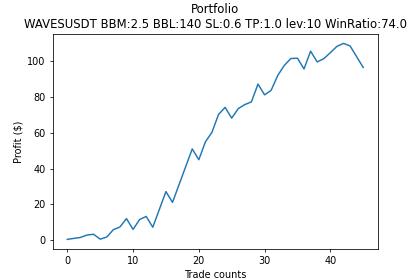 Portfolio
WAVESUSDT BBM:2.5 BBL:140 SL:0.6 TP:1.0 lev:10 WinRatio:74.0
Profit ($)
100
80
60
40
20
0
0
10
20
30
40
Trade counts